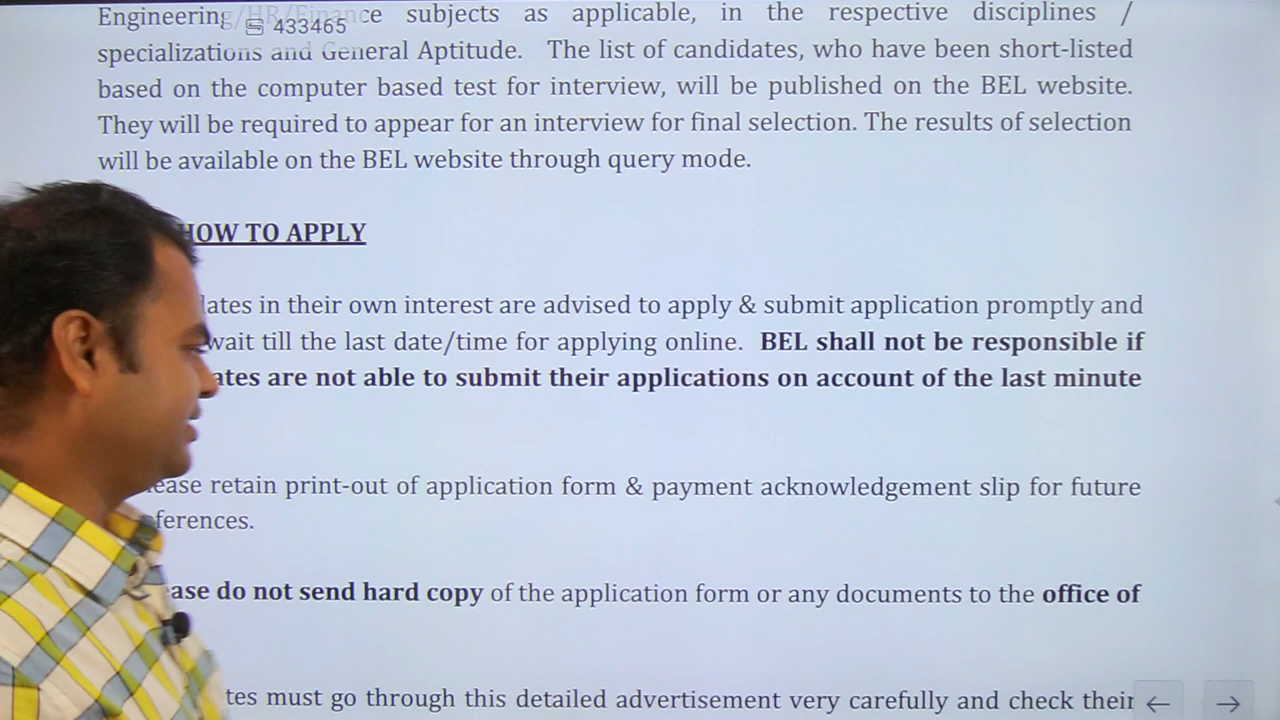 Engineering/HR/Finance subjects as applicable, in the respective disciplines /
433465
specializations and General Aptitude. The list of candidates, who have been short-listed
based on the computer based test for interview, will be published on the BEL website.
They will be required to appear for an interview for final selection. The results of selection
will be available on the BEL website through query mode.
HOW TO APPLY
lates in their own interest are advised to apply & submit application promptly and
wait till the last date/time for applying online. BEL shall not be responsible if
ates are not able to submit their applications on account of the last minute
ease retain print-out of application form & payment acknowledgement slip for future
ferences.
ase do not send hard copy of the application form or any documents to the office of
tes must go through this detailed advertisement very carefully and check their